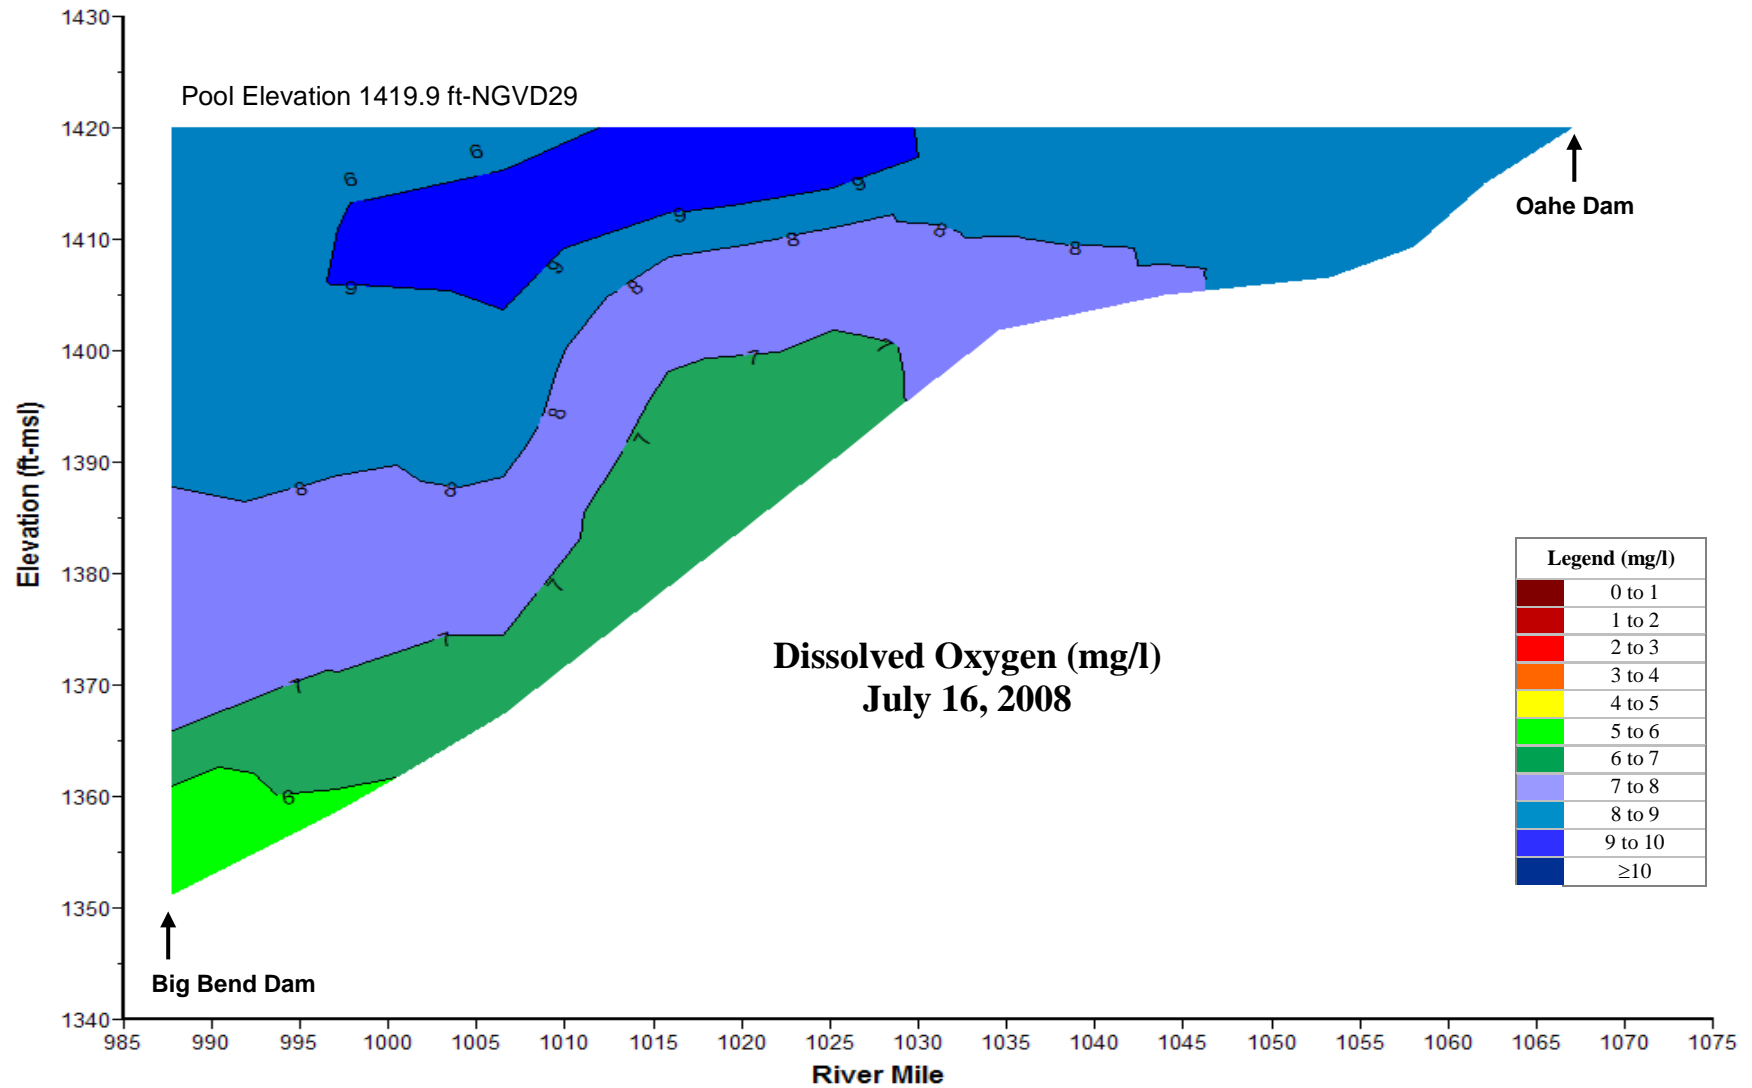 1430
Pool Elevation 1419.9 ft-NGVD29
1420
6
6
9
9
Oahe Dam
1410
8
8
8
9
9
8
1400
7
7
8
7
1390
8
8
Elevation (ft-msl)
Legend (mg/l)
0 to 1
1 to 2
2 to 3
3 to 4
4 to 5
5 to 6
6 to 7
7 to 8
8 to 9
9 to 10
≥10
1380
7
7
7
1370
Dissolved Oxygen (mg/l)
July 16, 2008
1360
6
1350
Big Bend Dam
1340
985 990 995 1000 1005 1010 1015 1020 1025 1030 1035 1040 1045 1050 1055 1060 1065 1070 1075
River Mile